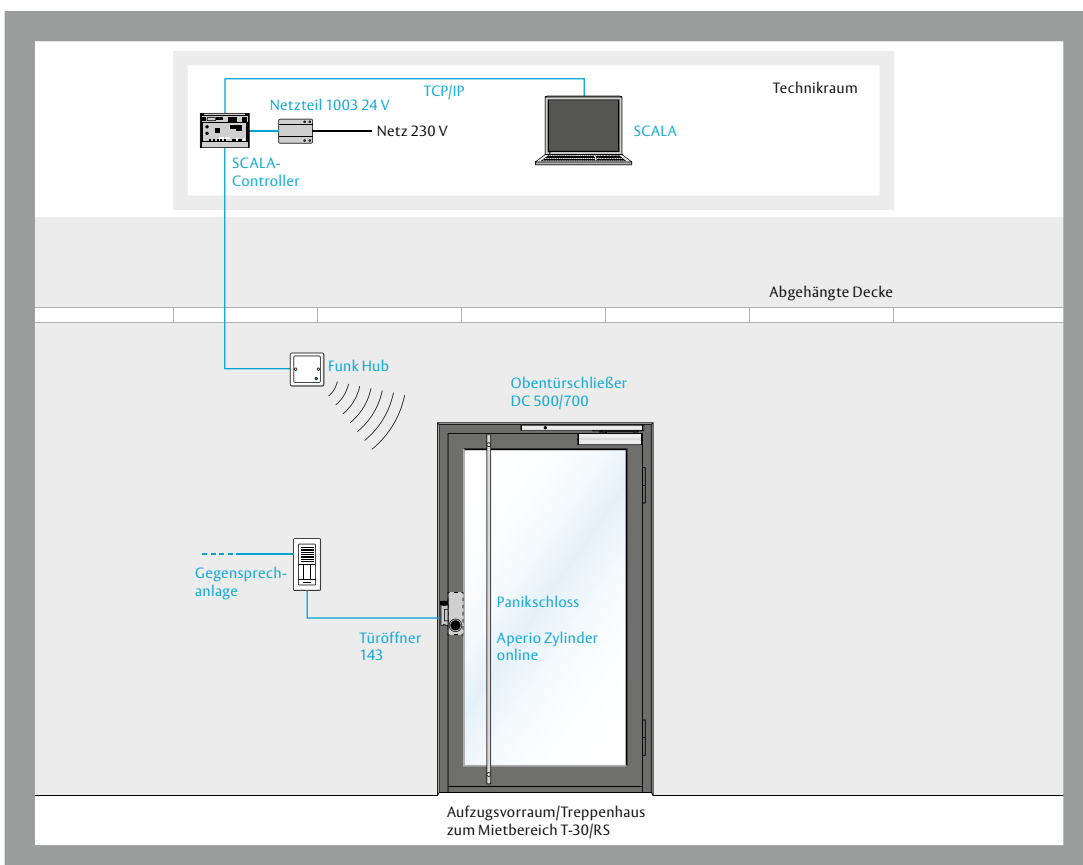 TCP/IP
Technikraum
Netzteil 1003 24 V
Netz 230 V
SCALA
SCALA-
Controller
Abgehängte Decke
Funk Hub
Obentürschließer
DC 500/700
Gegensprech-
anlage
Türöffner
143
Panikschloss
Aperio Zylinder
online
Aufzugsvorraum/Treppenhaus
zum Mietbereich T-30/RS